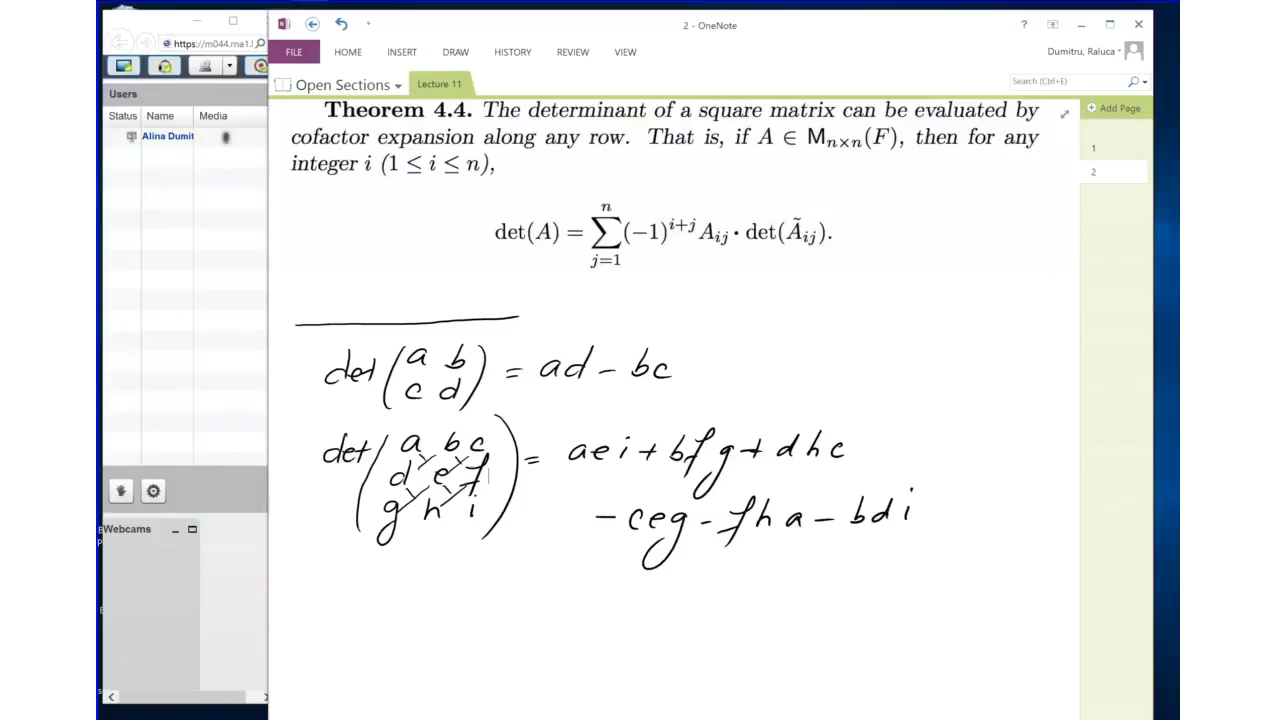 2 - OneNote
https://m044.ma1.l
FILE HOME INSERT DRAW HISTORY REVIEW VIEW
Dumitru, Raluca
Open Sections Lecture 11
Search (Ctrl+E)
Users
Status Name Media
Alina Dumit
Add Page
1
2
Theorem 4.4. The determinant of a square matrix can be evaluated by
cofactor expansion along any row. That is, if A ∈ M_{n×n}(F), then for any
integer i (1 ≤ i ≤ n),
det(A) = ∑_{j=1}^{n} (−1)^{i+j} A_{ij} · det(Ã_{ij}).
det (a b
c d) = ad - bc
det (a b c
d e f
g h i) = aei + bfg + dhc
- ceg - fha - bdi
Webcams